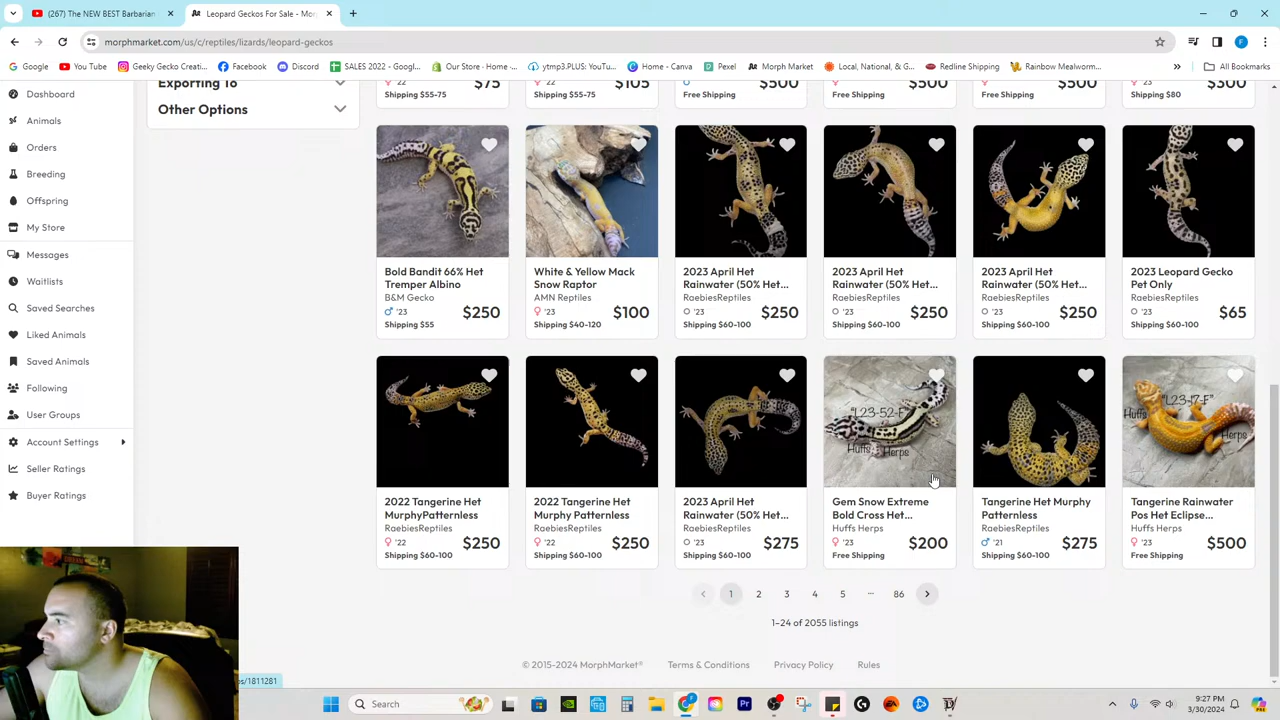 (267) The NEW BEST Barbarian
Leopard Geckos For Sale - Mor
morphmarket.com/us/c/reptiles/lizards/leopard-geckos
Google
You Tube
Geeky Gecko Creati...
Facebook
Discord
SALES 2022 - Googl...
Our Store - Home -...
ytmp3.PLUS: YouTu...
Home - Canva
Pexel
Morph Market
Local, National, & G...
Redline Shipping
Rainbow Mealworm...
»
All Bookmarks
Dashboard
Animals
Orders
Breeding
Offspring
My Store
Messages
Waitlists
Saved Searches
Liked Animals
Saved Animals
Following
User Groups
Account Settings
Seller Ratings
Buyer Ratings
Exporting To
Other Options
'22 $75
Shipping $55-75
'22 $105
Shipping $55-75
$500
Free Shipping
'23 $500
Free Shipping
'23 $500
Free Shipping
'23 $300
Shipping $80
Bold Bandit 66% Het
Tremper Albino
B&M Gecko
'23 $250
Shipping $55
White & Yellow Mack
Snow Raptor
AMN Reptiles
'23 $100
Shipping $40-120
2023 April Het
Rainwater (50% Het...
RaebiesReptiles
'23 $250
Shipping $60-100
2023 April Het
Rainwater (50% Het...
RaebiesReptiles
'23 $250
Shipping $60-100
2023 April Het
Rainwater (50% Het...
RaebiesReptiles
'23 $250
Shipping $60-100
2023 Leopard Gecko
Pet Only
RaebiesReptiles
'23 $65
Shipping $60-100
2022 Tangerine Het
MurphyPatternless
RaebiesReptiles
'22 $250
Shipping $60-100
2022 Tangerine Het
Murphy Patternless
RaebiesReptiles
'22 $250
Shipping $60-100
2023 April Het
Rainwater (50% Het...
RaebiesReptiles
'23 $275
Shipping $60-100
"L23-52-F"
Huffs Herps
Gem Snow Extreme
Bold Cross Het...
Huffs Herps
'23 $200
Free Shipping
Tangerine Het Murphy
Patternless
RaebiesReptiles
'21 $275
Shipping $60-100
"L23-17-F"
Huffs
Herps
Tangerine Rainwater
Pos Het Eclipse...
Huffs Herps
'23 $500
Free Shipping
1 2 3 4 5 ... 86
1-24 of 2055 listings
© 2015-2024 MorphMarket®
Terms & Conditions
Privacy Policy
Rules
os/1811281
Search
9:27 PM
3/30/2024